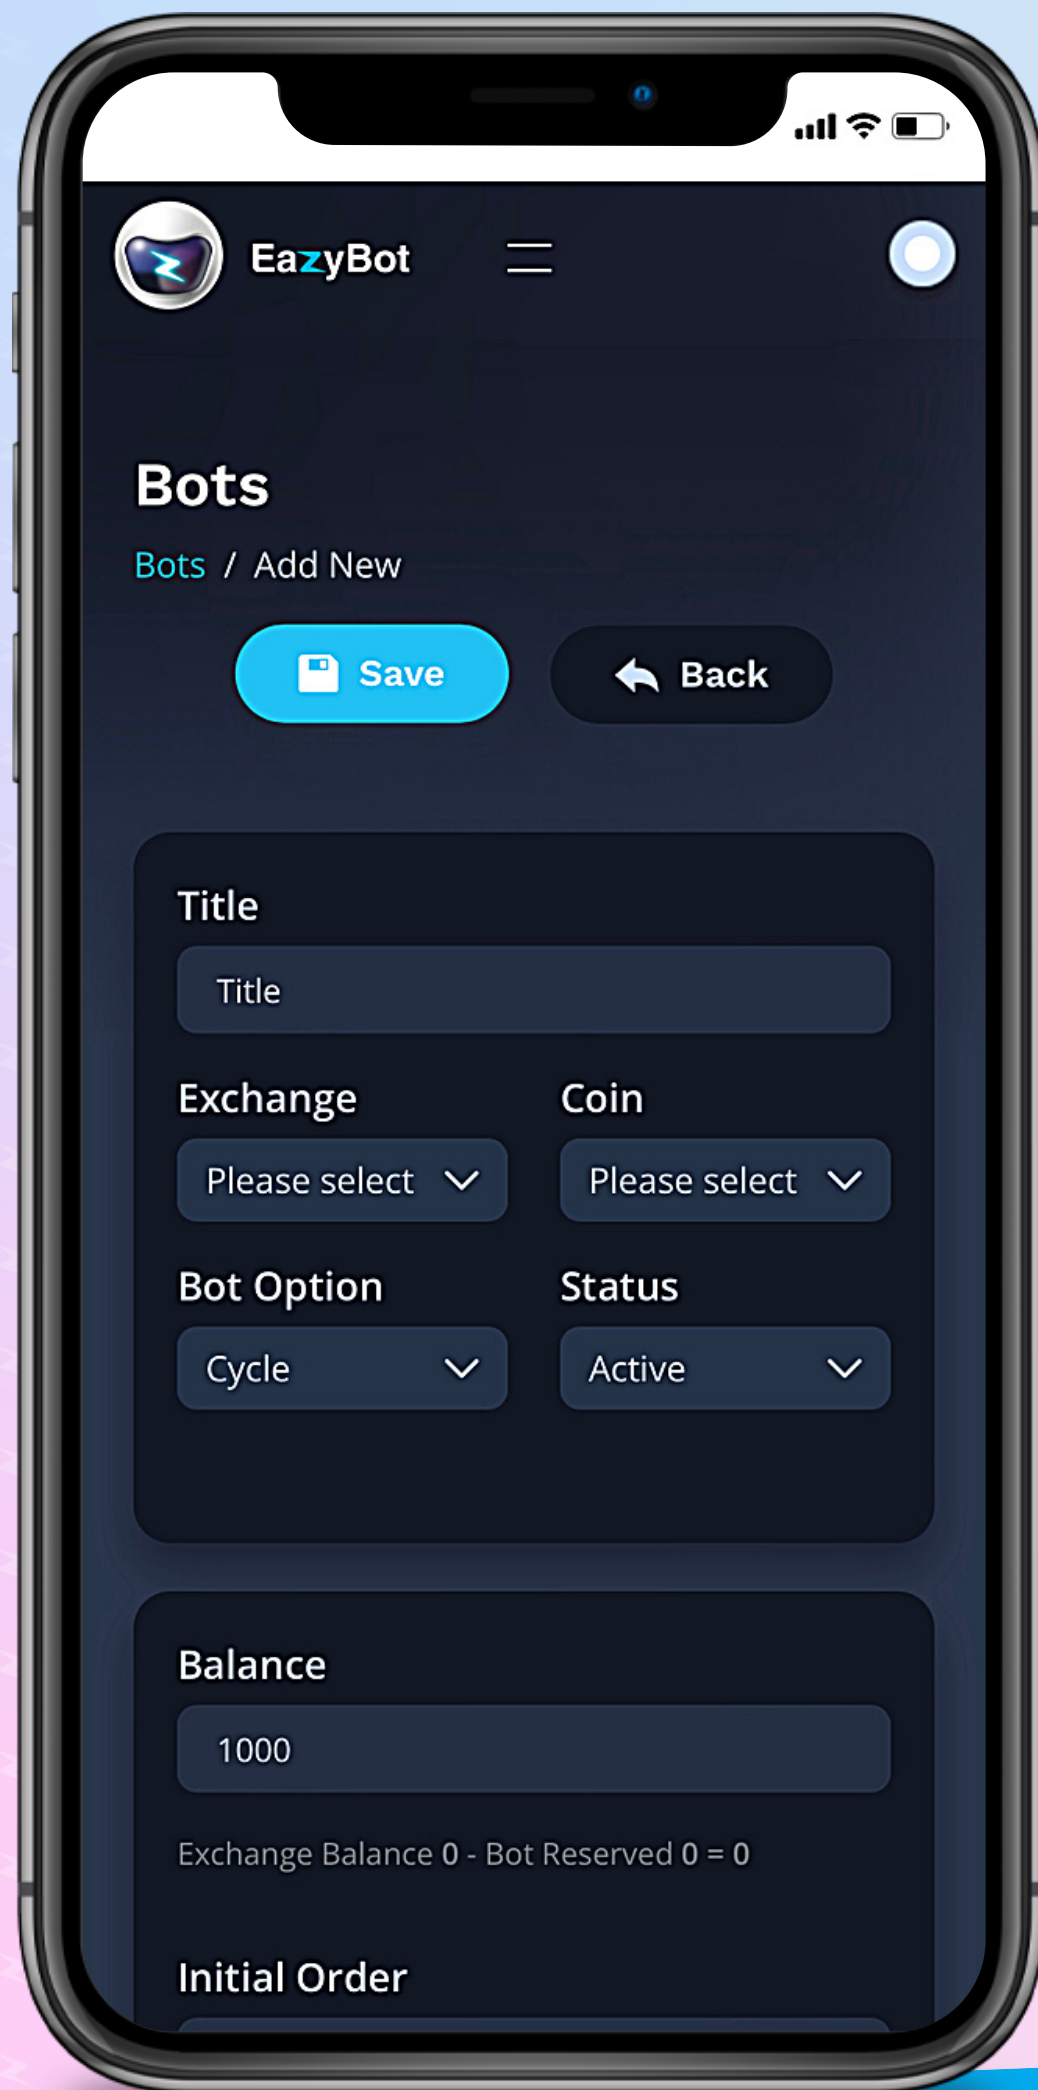 EazyBot
Bots
Bots / Add New
Save Back
Title
Title
Exchange Coin
Please select Please select
Bot Option Status
Cycle Active
Balance
1000
Exchange Balance 0 - Bot Reserved 0 = 0
Initial Order